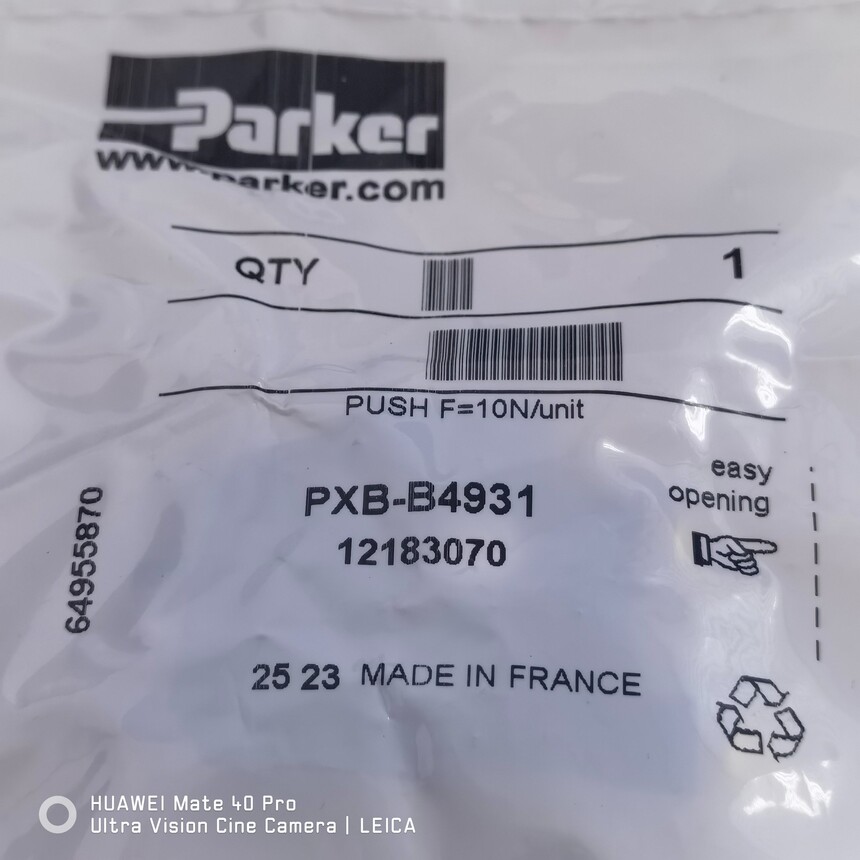 Parker
www.parker.com
QTY 1
PUSH F=10N/unit
PXB-B4931
12183070
easy
opening
64955870
25 23 MADE IN FRANCE
HUAWEI Mate 40 Pro
Ultra Vision Cine Camera | LEICA